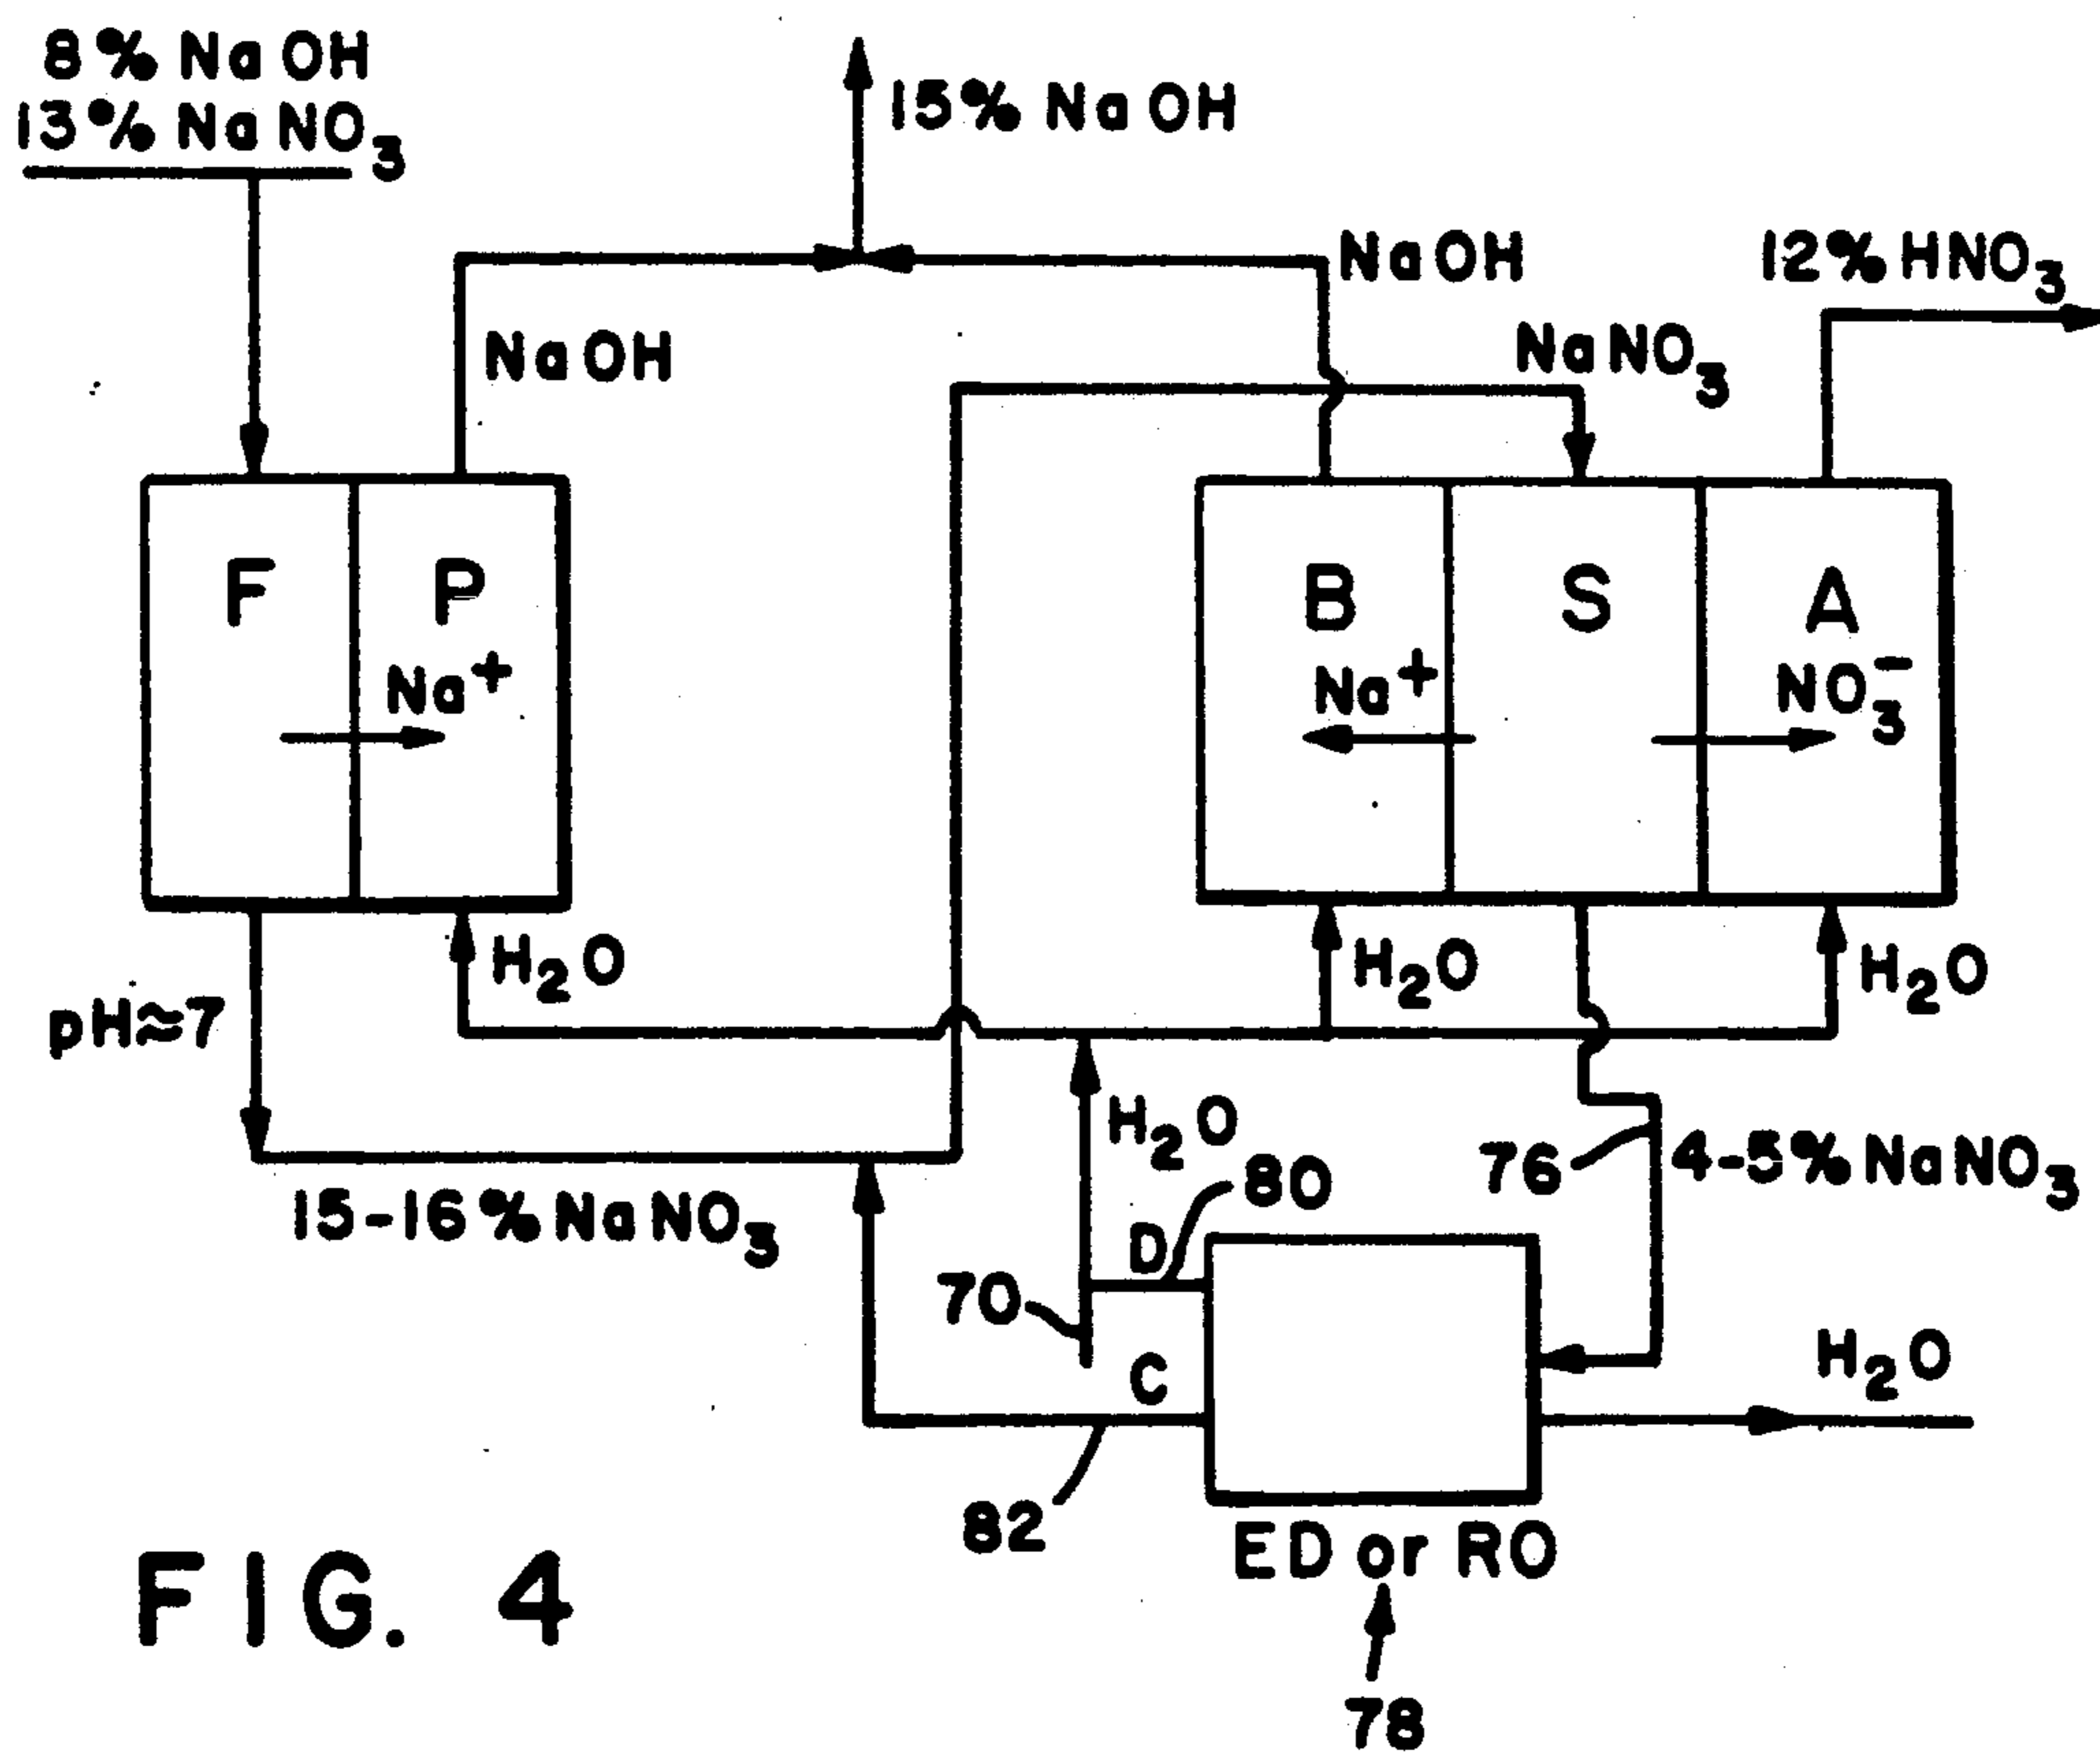 8% NaOH
13% NaNO3
15% NaOH
NaOH
12% HNO3
NaOH
NaNO3
F
P
B
S
A
Na+
Na+
NO3−
H2O
H2O
H2O
pH≈7
H2O
76
4-5% NaNO3
15-16% NaNO3
D
80
70
C
H2O
82
ED or RO
FIG. 4
78